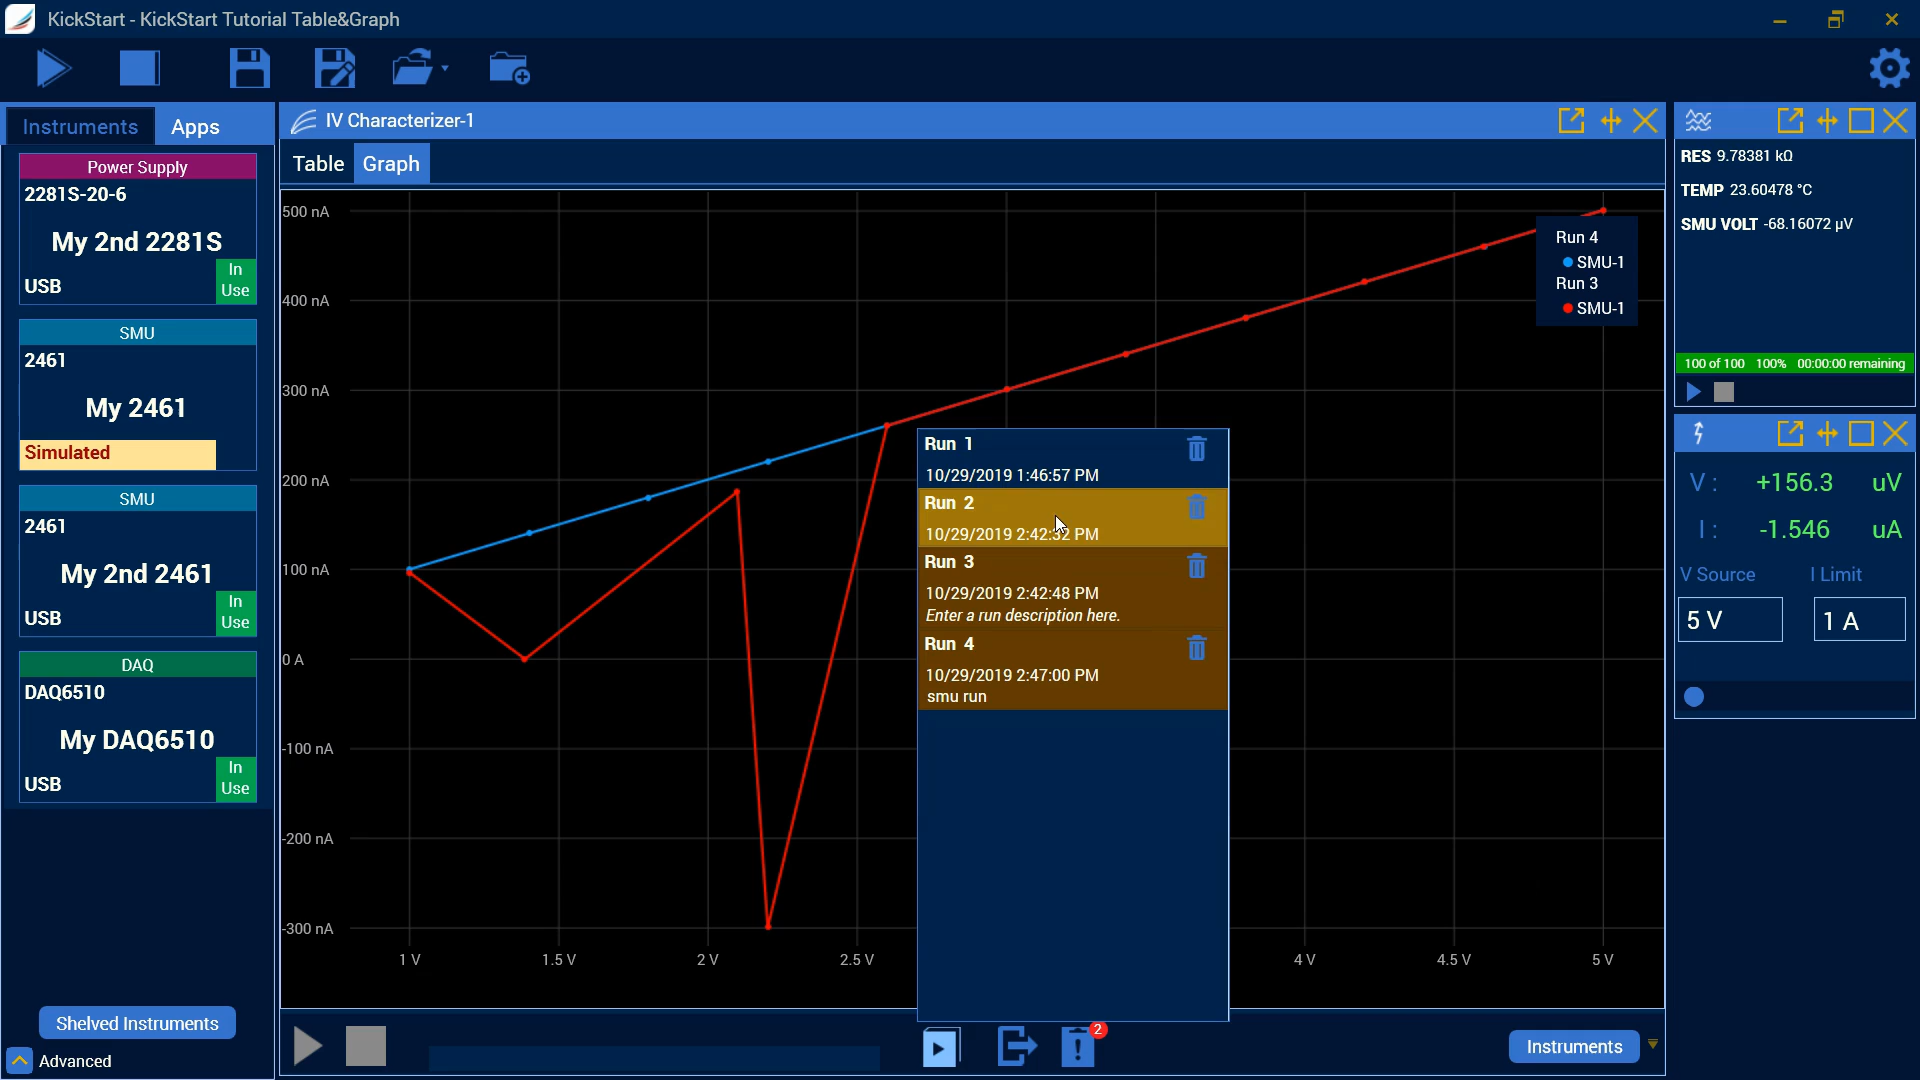 KickStart - KickStart Tutorial Table&Graph
Instruments
Apps
Power Supply
2281S-20-6
My 2nd 2281S
USB
In
Use
SMU
2461
My 2461
Simulated
SMU
2461
My 2nd 2461
USB
In
Use
DAQ
DAQ6510
My DAQ6510
USB
In
Use
Shelved Instruments
Advanced
IV Characterizer-1
Table
Graph
500 nA
400 nA
300 nA
200 nA
100 nA
0 A
-100 nA
-200 nA
-300 nA
1 V
1.5 V
2 V
2.5 V
4 V
4.5 V
5 V
Run 4
SMU-1
Run 3
SMU-1
Run 1
10/29/2019 1:46:57 PM
Run 2
10/29/2019 2:42:32 PM
Run 3
10/29/2019 2:42:48 PM
Enter a run description here.
Run 4
10/29/2019 2:47:00 PM
smu run
2
Instruments
RES 9.78381 kΩ
TEMP 23.60478 °C
SMU VOLT -68.16072 µV
100 of 100 100% 00:00:00 remaining
V : +156.3 uV
I : -1.546 uA
V Source I Limit
5 V 1 A